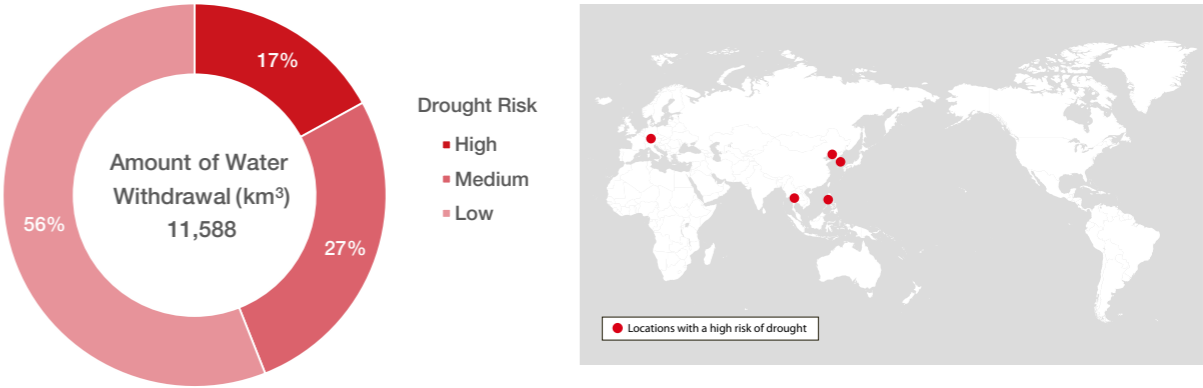 17%
27%
56%
Amount of Water
Withdrawal (km³)
11,588
Drought Risk
High
Medium
Low
Locations with a high risk of drought